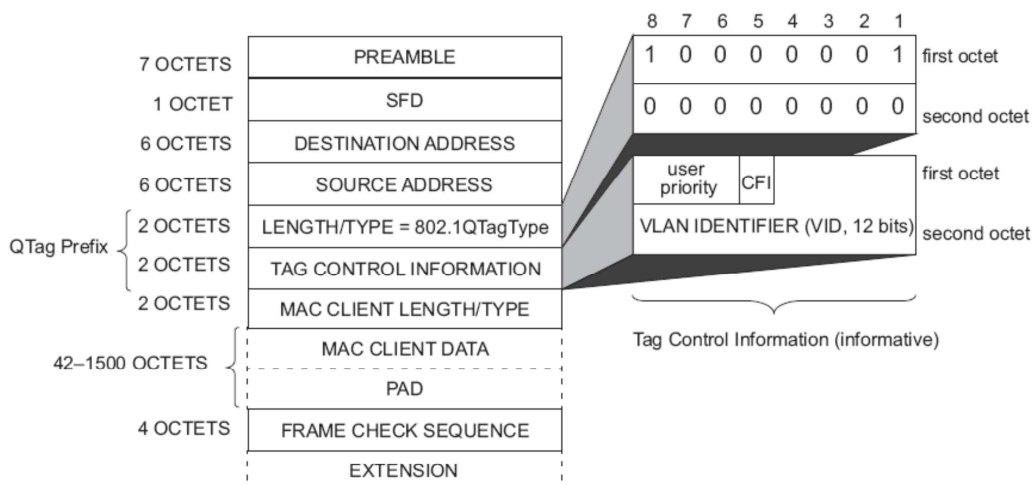 8 7 6 5 4 3 2 1
7 OCTETS PREAMBLE
1 0 0 0 0 0 0 1 first octet
1 OCTET SFD
0 0 0 0 0 0 0 0 second octet
6 OCTETS DESTINATION ADDRESS
6 OCTETS SOURCE ADDRESS
user
priority
CFI
first octet
QTag Prefix
2 OCTETS LENGTH/TYPE = 802.1QTagType
VLAN IDENTIFIER (VID, 12 bits) second octet
2 OCTETS TAG CONTROL INFORMATION
2 OCTETS MAC CLIENT LENGTH/TYPE
Tag Control Information (informative)
42–1500 OCTETS
MAC CLIENT DATA
PAD
4 OCTETS FRAME CHECK SEQUENCE
EXTENSION